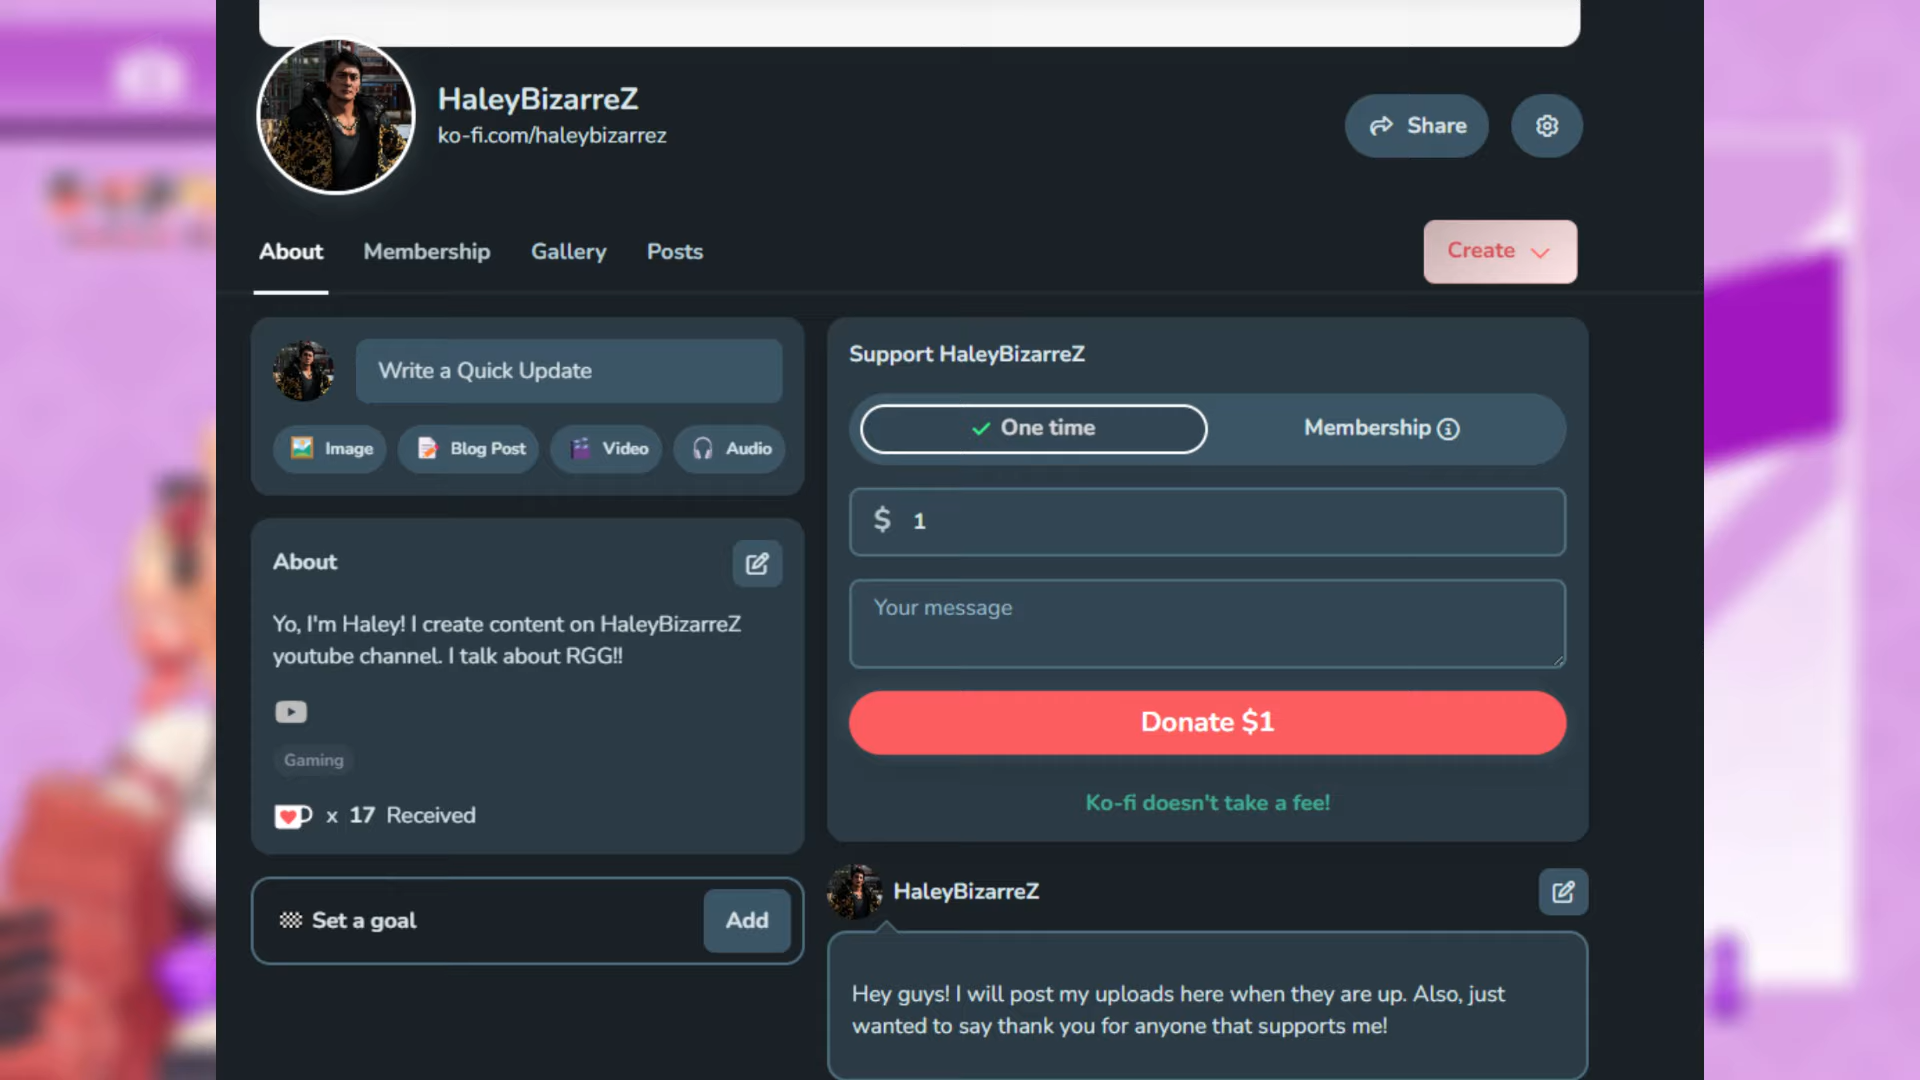 HaleyBizarreZ
ko-fi.com/haleybizarrez
Share
About
Membership
Gallery
Posts
Create
Write a Quick Update
Image
Blog Post
Video
Audio
About
Yo, I'm Haley! I create content on HaleyBizarreZ
youtube channel. I talk about RGG!!
Gaming
x 17 Received
Set a goal
Add
Support HaleyBizarreZ
One time
Membership
$ 1
Your message
Donate $1
Ko-fi doesn't take a fee!
HaleyBizarreZ
Hey guys! I will post my uploads here when they are up. Also, just
wanted to say thank you for anyone that supports me!